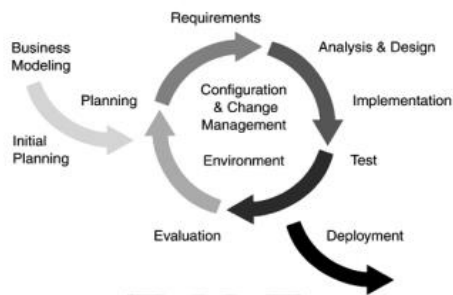 Requirements
Business
Modeling
Analysis & Design
Planning
Configuration
& Change
Management
Implementation
Initial
Planning
Environment
Test
Evaluation
Deployment